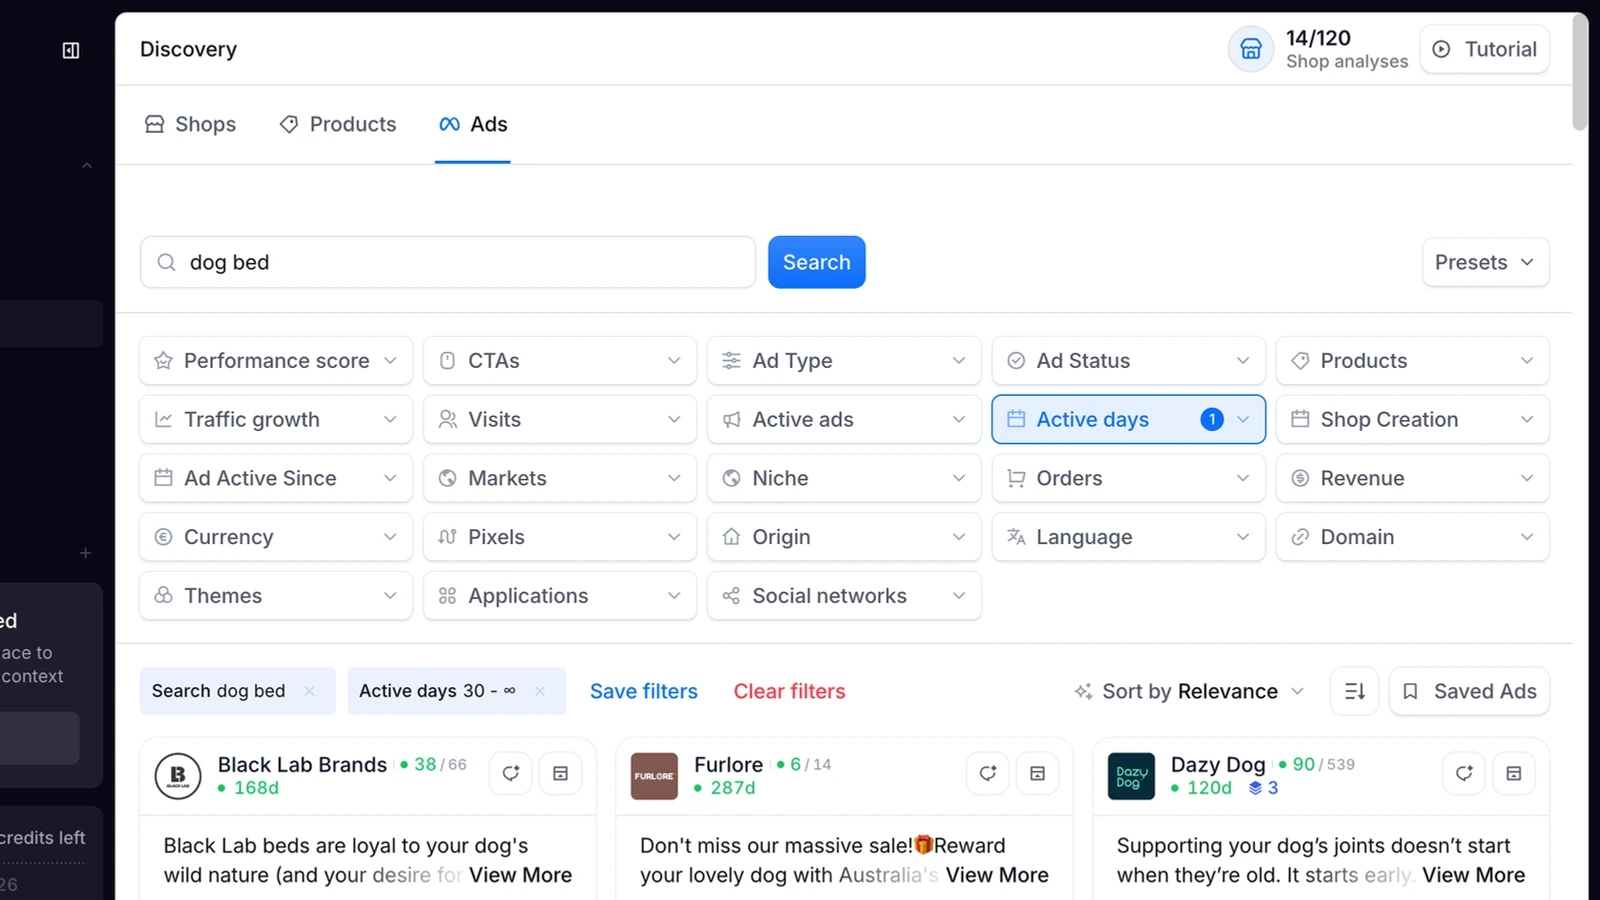 Discovery
14/120
Shop analyses
Tutorial
Shops
Products
Ads
dog bed
Search
Presets
Performance score
CTAs
Ad Type
Ad Status
Products
Traffic growth
Visits
Active ads
Active days 1
Shop Creation
Ad Active Since
Markets
Niche
Orders
Revenue
Currency
Pixels
Origin
Language
Domain
Themes
Applications
Social networks
ed
ace to
context
credits left
26
Search dog bed
Active days 30 - ∞
Save filters
Clear filters
Sort by Relevance
Saved Ads
Black Lab Brands 38 / 66
168d
Black Lab beds are loyal to your dog's
wild nature (and your desire for View More
FURLORE
Furlore 6 / 14
287d
Don't miss our massive sale!🎁Reward
your lovely dog with Australia's View More
Dazy
Dog
Dazy Dog 90 / 539
120d 3
Supporting your dog’s joints doesn’t start
when they’re old. It starts early. View More